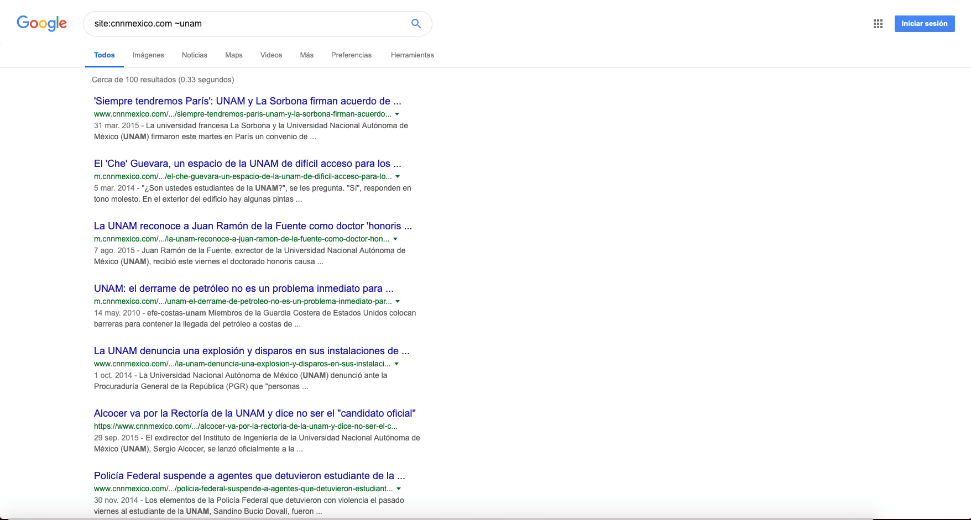 Google
site:cnnmexico.com ~unam
Iniciar sesión
Todos Imágenes Noticias Maps Videos Más Preferencias Herramientas
Cerca de 100 resultados (0.33 segundos)
'Siempre tendremos París': UNAM y La Sorbona firman acuerdo de ...
www.cnnmexico.com/.../siempre-tendremos-paris-unam-y-la-sorbona-firman-acuerdo...
31 mar. 2015 - La universidad francesa La Sorbona y la Universidad Nacional Autónoma de
México (UNAM) firmaron este martes en París un convenio de ...
El 'Che' Guevara, un espacio de la UNAM de difícil acceso para los ...
m.cnnmexico.com/.../el-che-guevara-un-espacio-de-la-unam-de-dificil-acceso-para-lo...
5 mar. 2014 - "¿Son ustedes estudiantes de la UNAM?", se les pregunta. "Sí", responden en
tono molesto. En el exterior del edificio hay algunas pintas ...
La UNAM reconoce a Juan Ramón de la Fuente como doctor 'honoris ...
m.cnnmexico.com/.../la-unam-reconoce-a-juan-ramon-de-la-fuente-como-doctor-hon...
7 ago. 2015 - Juan Ramón de la Fuente, exrector de la Universidad Nacional Autónoma de
México (UNAM), recibió este viernes el doctorado honoris causa ...
UNAM: el derrame de petróleo no es un problema inmediato para ...
m.cnnmexico.com/.../unam-el-derrame-de-petroleo-no-es-un-problema-inmediato-par...
14 may. 2010 - efe-costas-unam Miembros de la Guardia Costera de Estados Unidos colocan
barreras para contener la llegada del petróleo a costas de ...
La UNAM denuncia una explosión y disparos en sus instalaciones de ...
www.cnnmexico.com/.../la-unam-denuncia-una-explosion-y-disparos-en-sus-instalaci...
1 oct. 2014 - La Universidad Nacional Autónoma de México (UNAM) denunció ante la
Procuraduría General de la República (PGR) que "personas ...
Alcocer va por la Rectoría de la UNAM y dice no ser el "candidato oficial"
https://www.cnnmexico.com/.../alcocer-va-por-la-rectoria-de-la-unam-y-dice-no-ser-el-c...
29 sep. 2015 - El exdirector del Instituto de Ingeniería de la Universidad Nacional Autónoma de
México (UNAM), Sergio Alcocer, se lanzó oficialmente a la ...
Policía Federal suspende a agentes que detuvieron estudiante de la ...
www.cnnmexico.com/.../policia-federal-suspende-a-agentes-que-detuvieron-estudiant...
30 nov. 2014 - Los elementos de la Policía Federal que detuvieron con violencia el pasado
viernes al estudiante de la UNAM, Sandino Bucio Dovalí, fueron ...